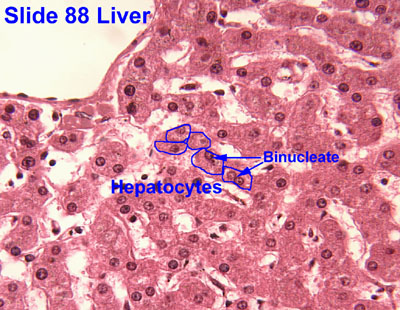 Slide 88 Liver
Binucleate
Hepatocytes